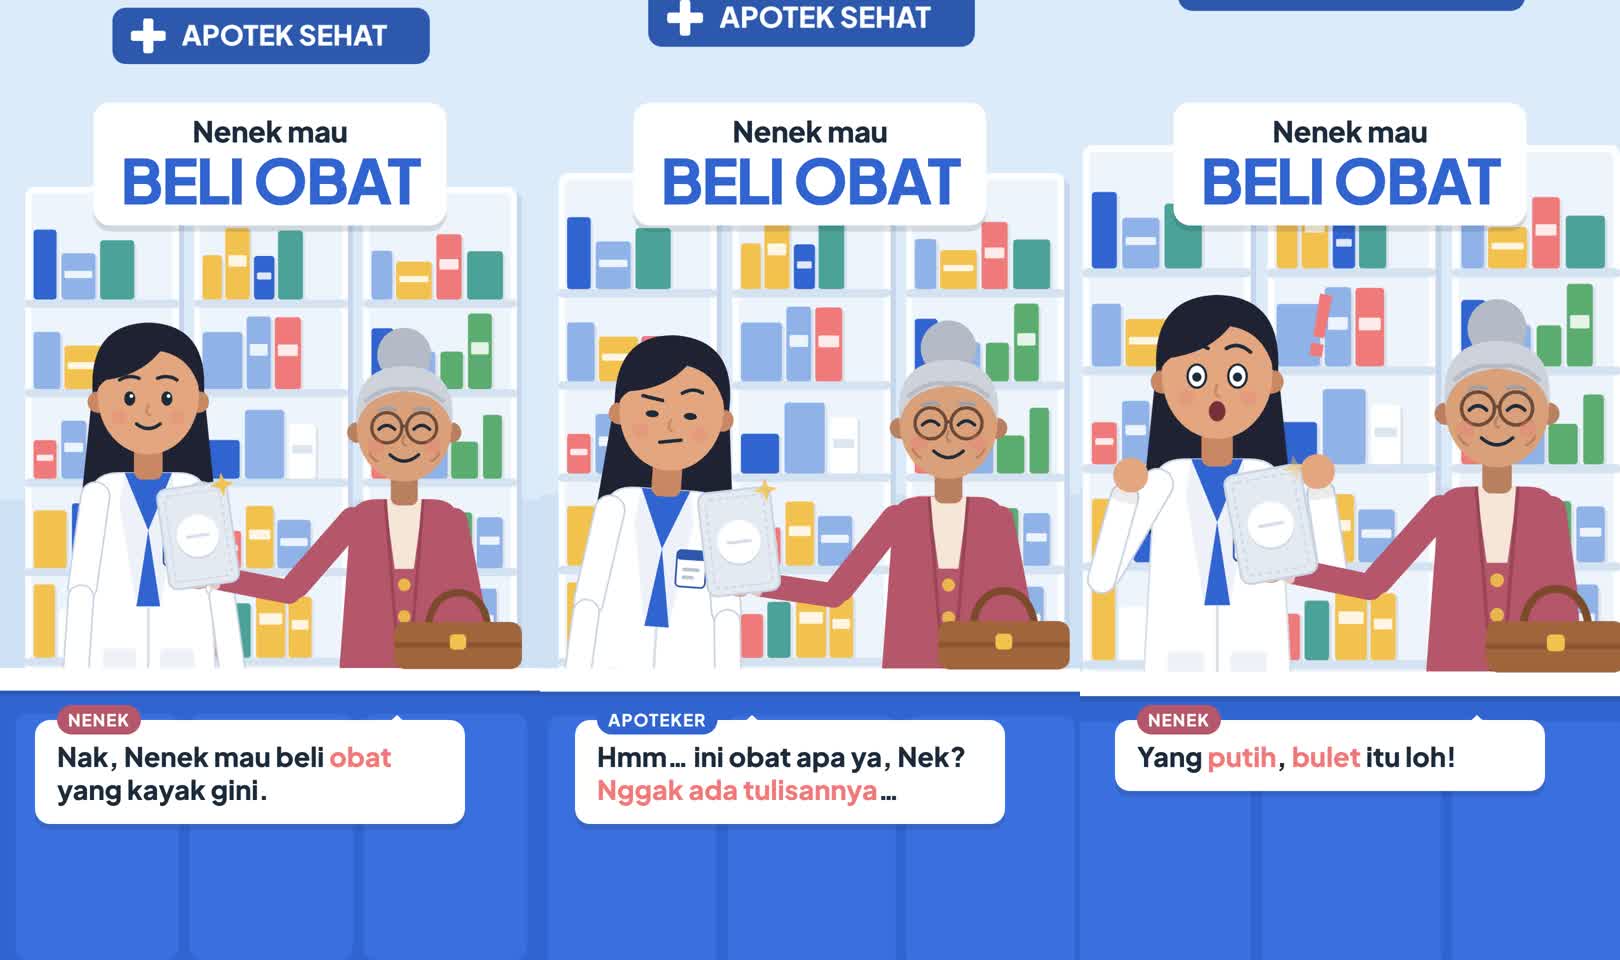 APOTEK SEHAT
Nenek mau
BELI OBAT
NENEK
Nak, Nenek mau beli obat
yang kayak gini.
APOTEK SEHAT
Nenek mau
BELI OBAT
APOTEKER
Hmm... ini obat apa ya, Nek?
Nggak ada tulisannya...
Nenek mau
BELI OBAT
NENEK
Yang putih, bulet itu loh!